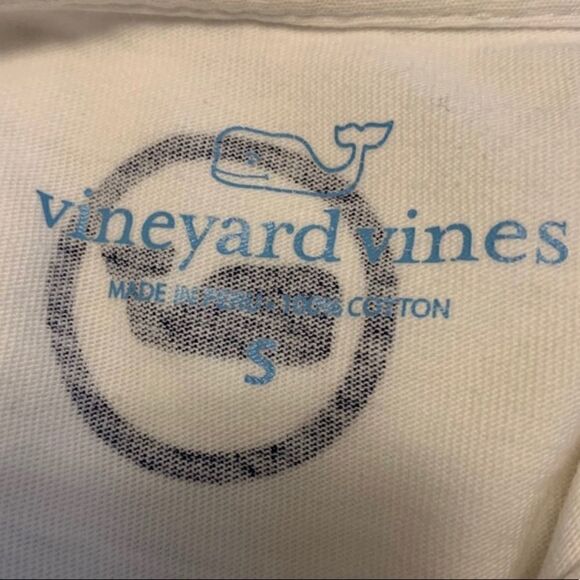 vineyard vines
MADE IN PERU • 100% COTTON
S